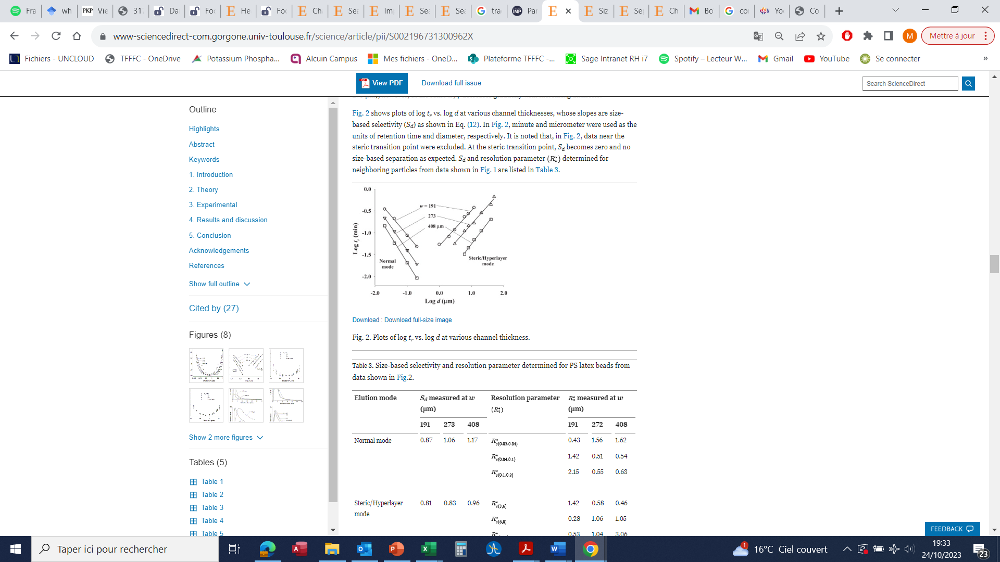 Fra
wh
PKP Vie
317
Da
Foc
He
Foc
Ch
Sea
Im
Sea
Sea
tra
Par
Siz
Se
Ch
Bo
co
Yo
Co
www-sciencedirect-com.gorgone.univ-toulouse.fr/science/article/pii/S002196731300962X
M
Mettre à jour
Fichiers - UNCLOUD
TFFFC - OneDrive
Potassium Phospha...
Alcuin Campus
Mes fichiers - OneD...
Plateforme TFFFC -...
Sage Intranet RH i7
Spotify – Lecteur W...
Gmail
YouTube
Se connecter
»
View PDF
Download full issue
Search ScienceDirect
Outline
Highlights
Abstract
Keywords
1. Introduction
2. Theory
3. Experimental
4. Results and discussion
5. Conclusion
Acknowledgements
References
Show full outline
Cited by (27)
Figures (8)
Show 2 more figures
Tables (5)
Table 1
Table 2
Table 3
Table 4
Table 5
Fig. 2 shows plots of log tr vs. log d at various channel thicknesses, whose slopes are size-
based selectivity (Sd) as shown in Eq. (12). In Fig. 2, minute and micrometer were used as the
units of retention time and diameter, respectively. It is noted that, in Fig. 2, data near the
steric transition point were excluded. At the steric transition point, Sd becomes zero and no
size-based separation as expected. Sd and resolution parameter (R*s) determined for
neighboring particles from data shown in Fig. 1 are listed in Table 3.
0.0
-0.5
-1.0
-1.5
-2.0
Log tr (min)
w = 191
273
408 µm
Normal
mode
Steric/Hyperlayer
mode
-2.0 -1.0 0.0 1.0 2.0
Log d (µm)
Download : Download full-size image
Fig. 2. Plots of log tr vs. log d at various channel thickness.
Table 3. Size-based selectivity and resolution parameter determined for PS latex beads from
data shown in Fig.2.
Elution mode Sd measured at w Resolution parameter R*s measured at w
(µm) (R*s) (µm)
191 273 408 191 272 408
Normal mode 0.87 1.06 1.17 R*s(0.03,0.04) 0.43 1.56 1.62
R*s(0.04,0.1) 1.42 0.51 0.54
R*s(0.1,0.2) 2.15 0.55 0.63
Steric/Hyperlayer 0.81 0.83 0.96 R*s(3,6) 1.42 0.58 0.46
mode
R*s(6,8) 0.28 1.06 1.05
0.53 1.04 3.06
FEEDBACK
Taper ici pour rechercher
1
16°C Ciel couvert
19:33
24/10/2023
23